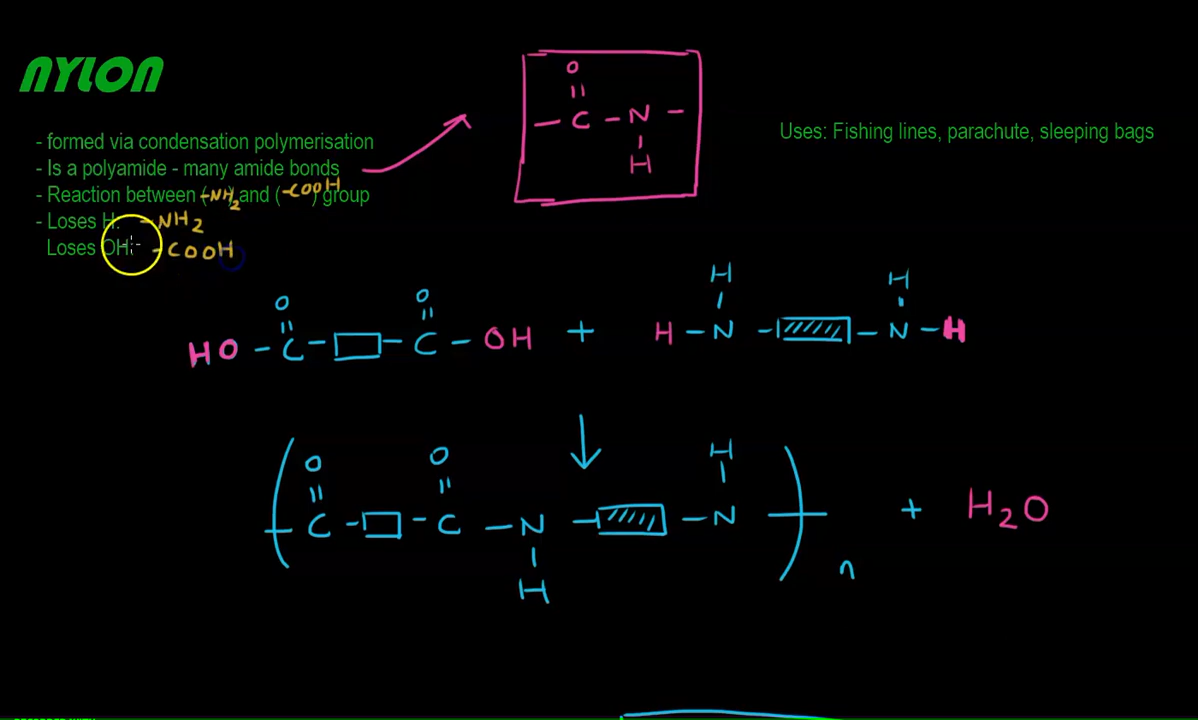 NYLON
- formed via condensation polymerisation
- Is a polyamide - many amide bonds
- Reaction between (-NH2) and (-COOH) group
- Loses H: -NH2
Loses OH: -COOH
O
|| 
- C - N -
|
H
Uses: Fishing lines, parachute, sleeping bags
O O H H
|| || | |
HO - C - - C - OH + H - N - - N - H
↓
O O H
|| || |
( - C - - C - N - - N - )n + H2O
|
H